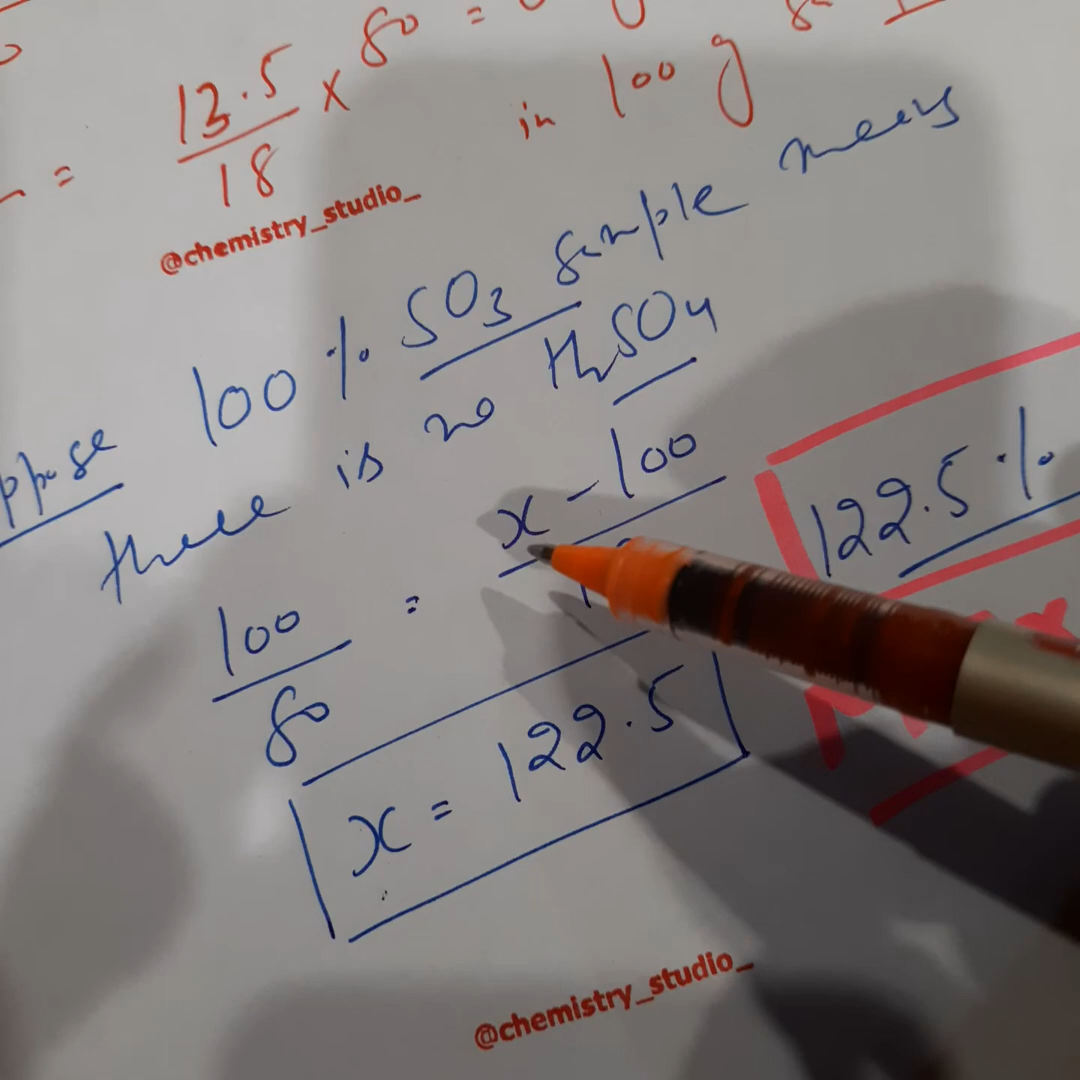 80 =
= 13.5/18 ×
in 100 g
@chemistry_studio_
100 % SO3 sample means
there is no H2SO4
100/80 = x - 100
122.5 %
x = 122.5
@chemistry_studio_